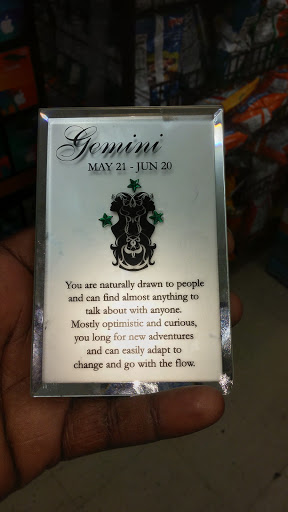 Gemini
MAY 21 - JUN 20
You are naturally drawn to people
and can find almost anything to
talk about with anyone.
Mostly optimistic and curious,
you long for new adventures
and can easily adapt to
change and go with the flow.